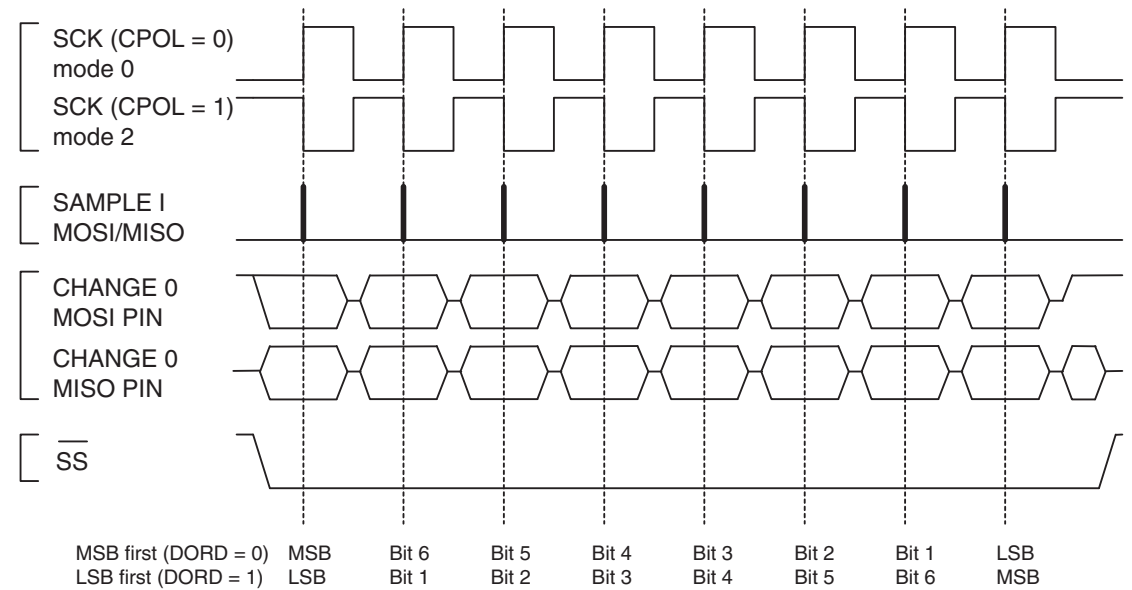 SCK (CPOL = 0)
mode 0
SCK (CPOL = 1)
mode 2
SAMPLE I
MOSI/MISO
CHANGE 0
MOSI PIN
CHANGE 0
MISO PIN
SS
MSB first (DORD = 0) MSB Bit 6 Bit 5 Bit 4 Bit 3 Bit 2 Bit 1 LSB
LSB first (DORD = 1) LSB Bit 1 Bit 2 Bit 3 Bit 4 Bit 5 Bit 6 MSB